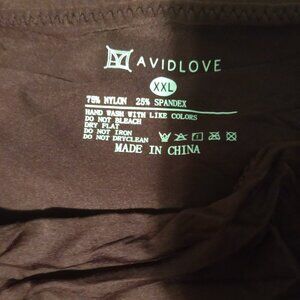 AVIDLOVE
XXL
75% NYLON 25% SPANDEX
HAND WASH WITH LIKE COLORS
DO NOT BLEACH
DRY FLAT
DO NOT IRON
DO NOT DRYCLEAN
MADE IN CHINA